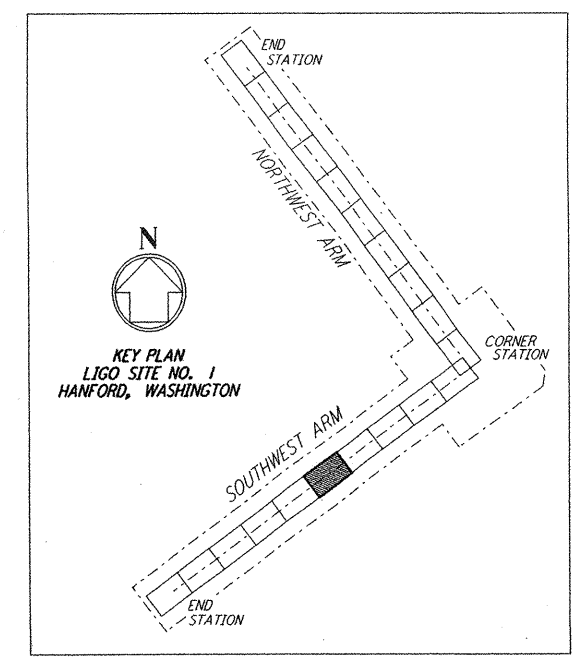 END
STATION
NORTHWEST ARM
N
KEY PLAN
LIGO SITE NO. 1
HANFORD, WASHINGTON
CORNER
STATION
SOUTHWEST ARM
END
STATION